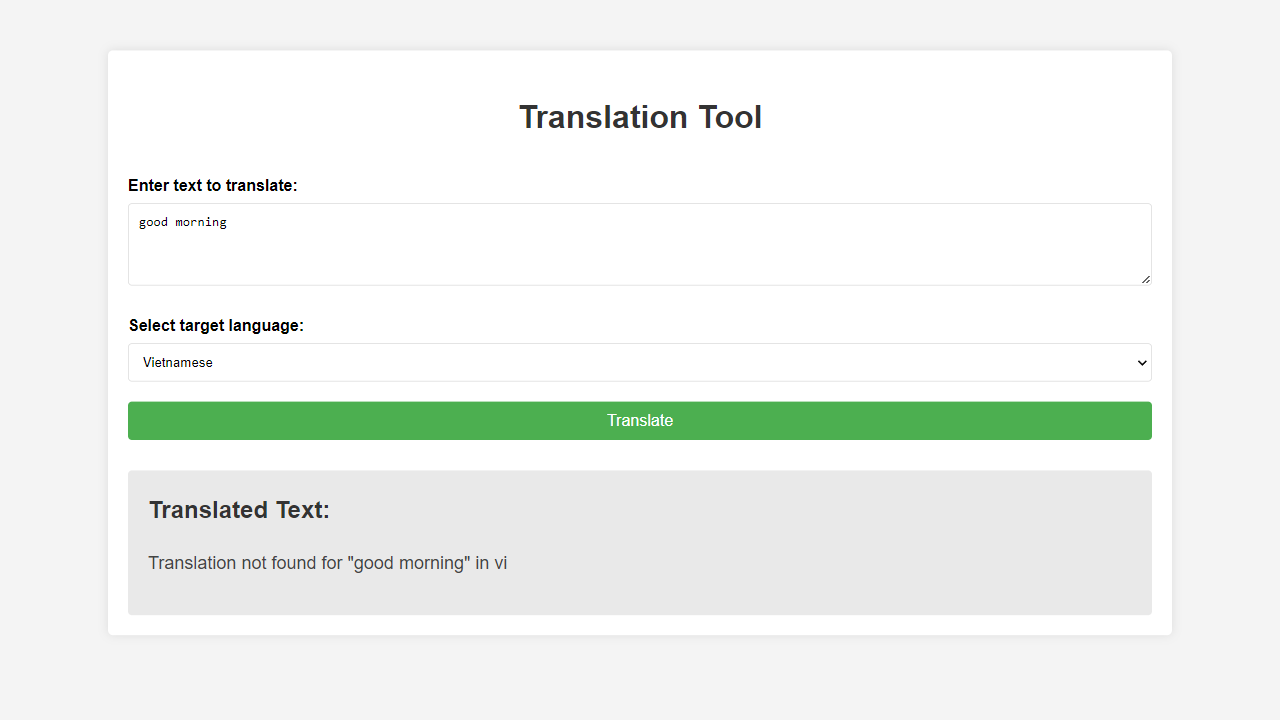 Translation Tool
Enter text to translate:
good morning
Select target language:
Vietnamese
Translate
Translated Text:
Translation not found for "good morning" in vi